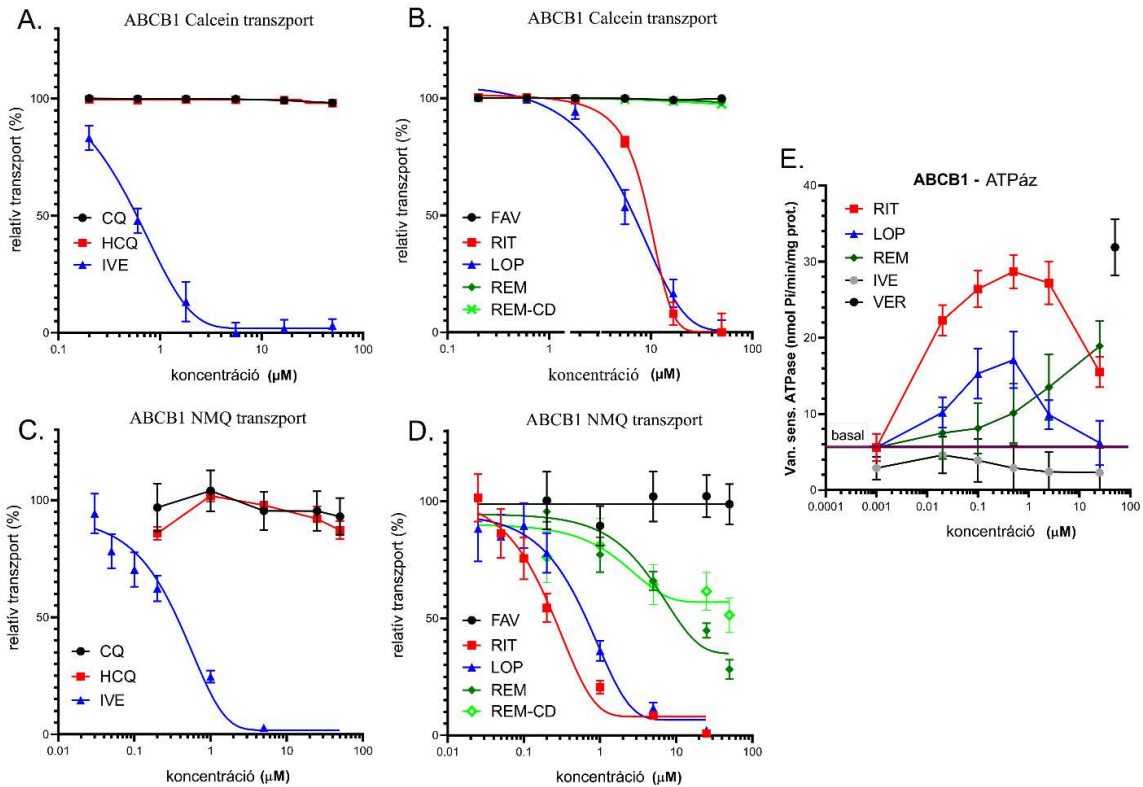 A.
ABCB1 Calcein transzport
relatív transzport (%)
100
50
0
CQ
HCQ
IVE
0.1
1
10
100
koncentráció (µM)
B.
ABCB1 Calcein transzport
relatív transzport (%)
100
50
0
FAV
RIT
LOP
REM
REM-CD
0.1
1
10
100
koncentráció (µM)
C.
ABCB1 NMQ transzport
relatív transzport (%)
100
50
0
CQ
HCQ
IVE
0.01
0.1
1
10
100
koncentráció (µM)
D.
ABCB1 NMQ transzport
relatív transzport (%)
100
50
0
FAV
RIT
LOP
REM
REM-CD
0.01
0.1
1
10
100
koncentráció (µM)
E.
ABCB1 - ATPáz
Van. sens. ATPase (nmol Pi/min/mg prot.)
40
30
20
10
0
RIT
LOP
REM
IVE
VER
basal
0.0001
0.001
0.01
0.1
1
10
100
koncentráció (µM)